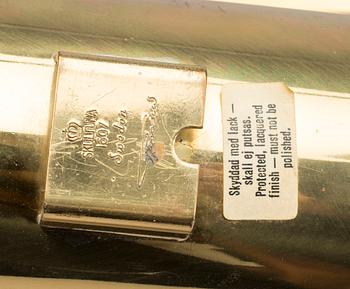 SKULTUNA
1607
Sweden
Skyddad med lack –
skall ej putsas.
Protected, lacquered
finish – must not be
polished.